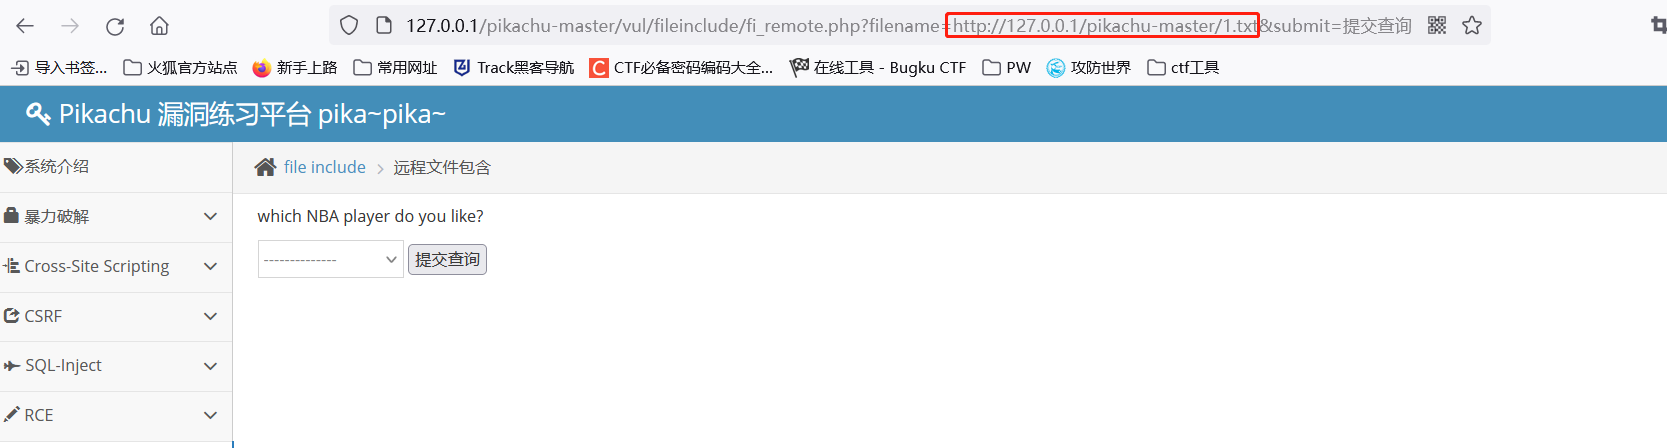 127.0.0.1/pikachu-master/vul/fileinclude/fi_remote.php?filename=http://127.0.0.1/pikachu-master/1.txt&submit=提交查询
导入书签... 火狐官方站点 新手上路 常用网址 Track黑客导航 CTF必备密码编码大全... 在线工具 - Bugku CTF PW 攻防世界 ctf工具
Pikachu 漏洞练习平台 pika~pika~
系统介绍
file include > 远程文件包含
暴力破解
which NBA player do you like?
-------------- 提交查询
Cross-Site Scripting
CSRF
SQL-Inject
RCE